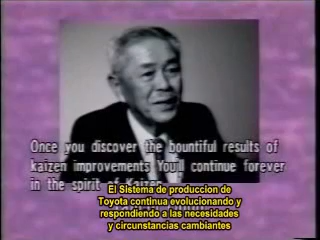 Once you discover the bountiful results of
kaizen improvements You'll continue forever
in the spirit of Kaizen
El Sistema de produccion de
Toyota continua evolucionando y
respondiendo a las necesidades
y circunstancias cambiantes